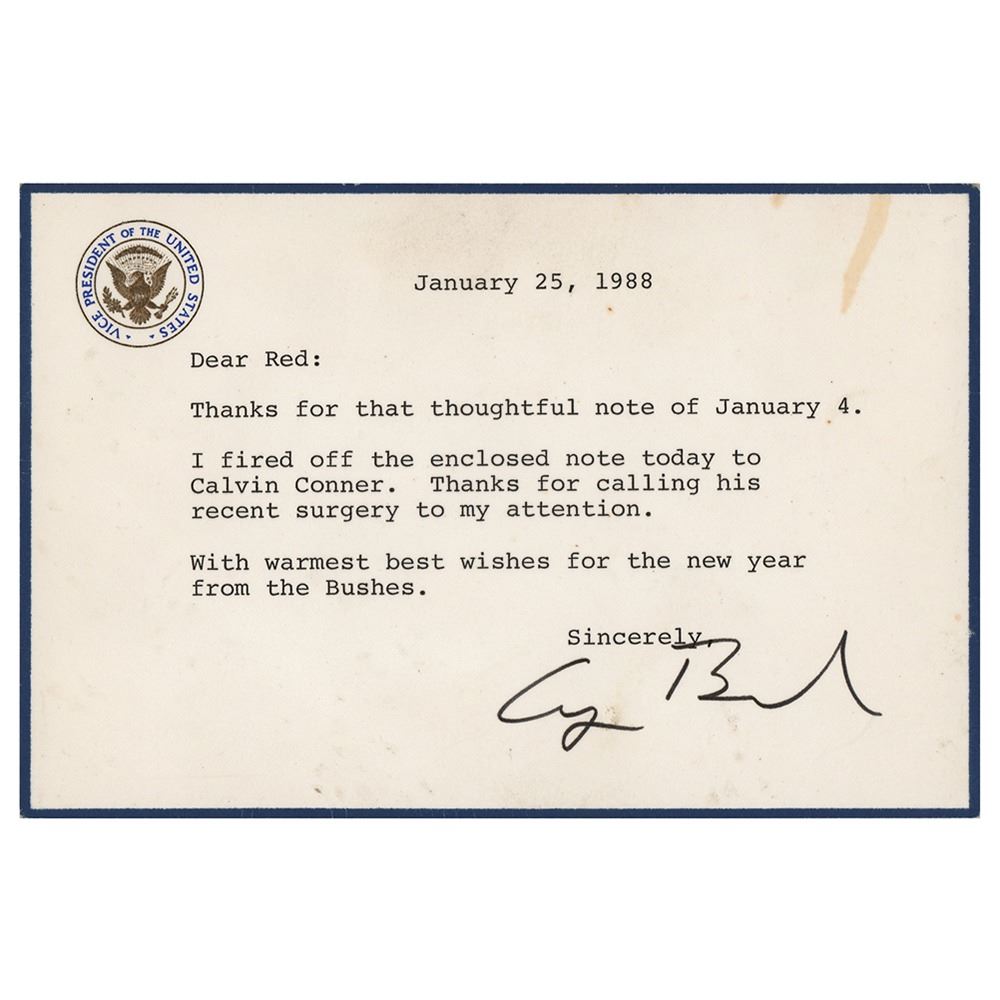 VICE PRESIDENT OF THE UNITED STATES
January 25, 1988
Dear Red:
Thanks for that thoughtful note of January 4.
I fired off the enclosed note today to
Calvin Conner.  Thanks for calling his
recent surgery to my attention.
With warmest best wishes for the new year
from the Bushes.
Sincerely,
G Bush